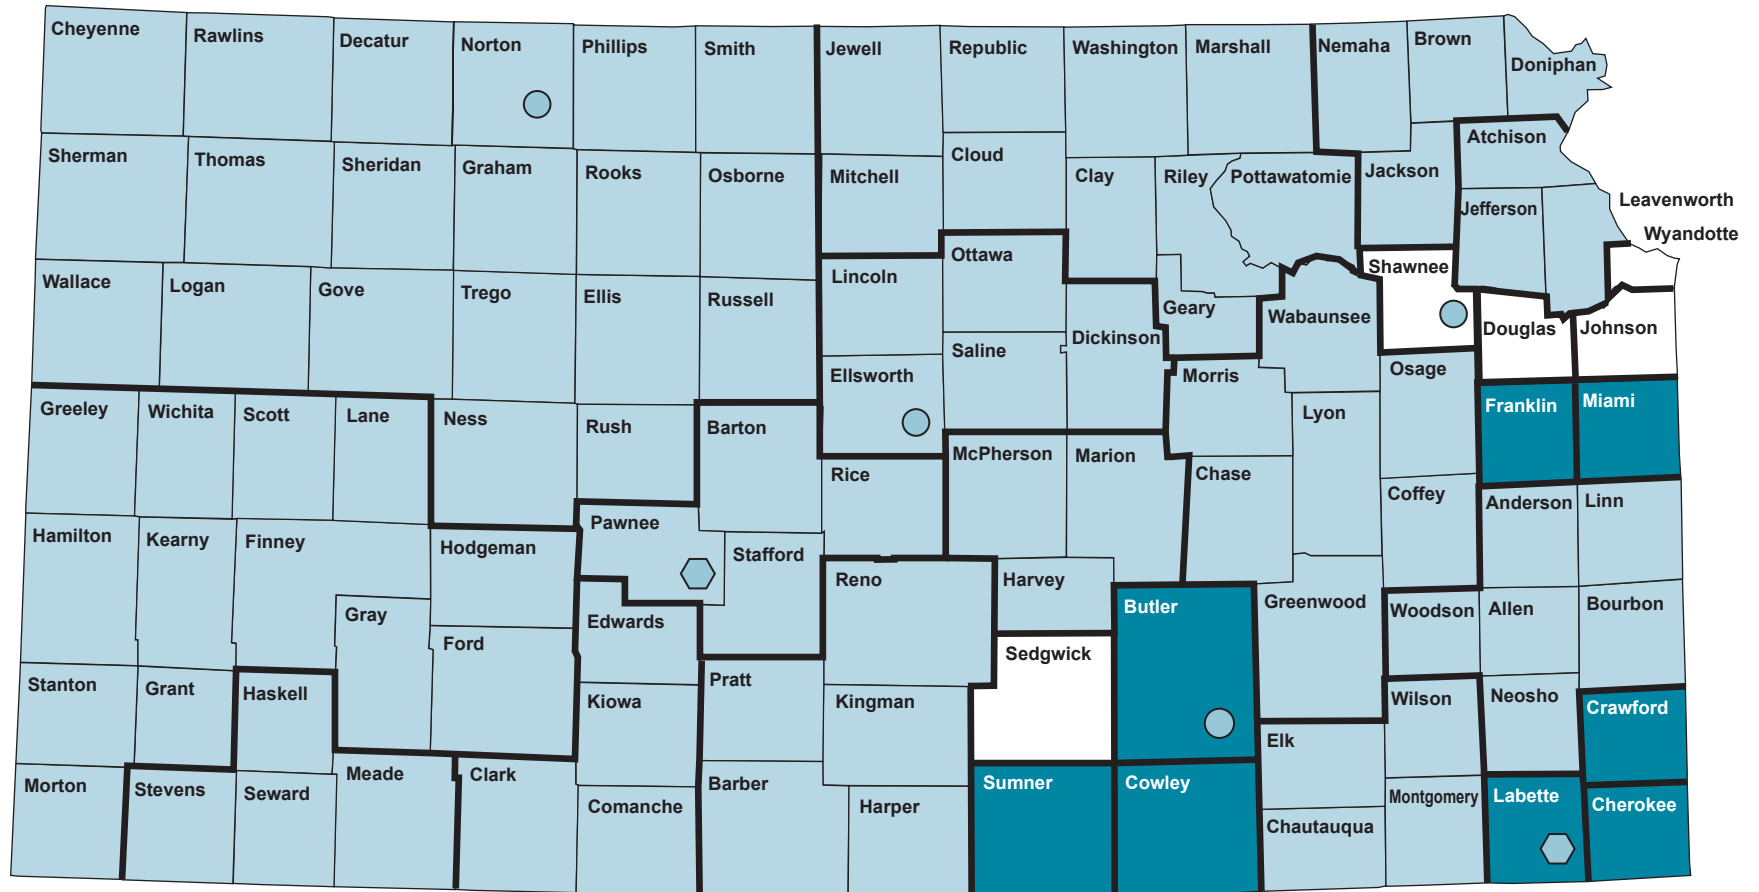 Cheyenne
Rawlins
Decatur
Norton
Phillips
Smith
Jewell
Republic
Washington
Marshall
Nemaha
Brown
Doniphan
Sherman
Thomas
Sheridan
Graham
Rooks
Osborne
Mitchell
Cloud
Clay
Riley
Pottawatomie
Jackson
Atchison
Jefferson
Leavenworth
Wyandotte
Wallace
Logan
Gove
Trego
Ellis
Russell
Lincoln
Ottawa
Saline
Dickinson
Geary
Wabaunsee
Shawnee
Douglas
Johnson
Greeley
Wichita
Scott
Lane
Ness
Rush
Barton
Ellsworth
Rice
McPherson
Marion
Morris
Chase
Lyon
Osage
Coffey
Franklin
Miami
Anderson
Linn
Hamilton
Kearny
Finney
Gray
Hodgeman
Ford
Pawnee
Stafford
Edwards
Reno
Harvey
Butler
Greenwood
Woodson
Allen
Bourbon
Stanton
Grant
Haskell
Kiowa
Pratt
Kingman
Sedgwick
Elk
Wilson
Neosho
Crawford
Morton
Stevens
Seward
Meade
Clark
Comanche
Barber
Harper
Sumner
Cowley
Chautauqua
Montgomery
Labette
Cherokee